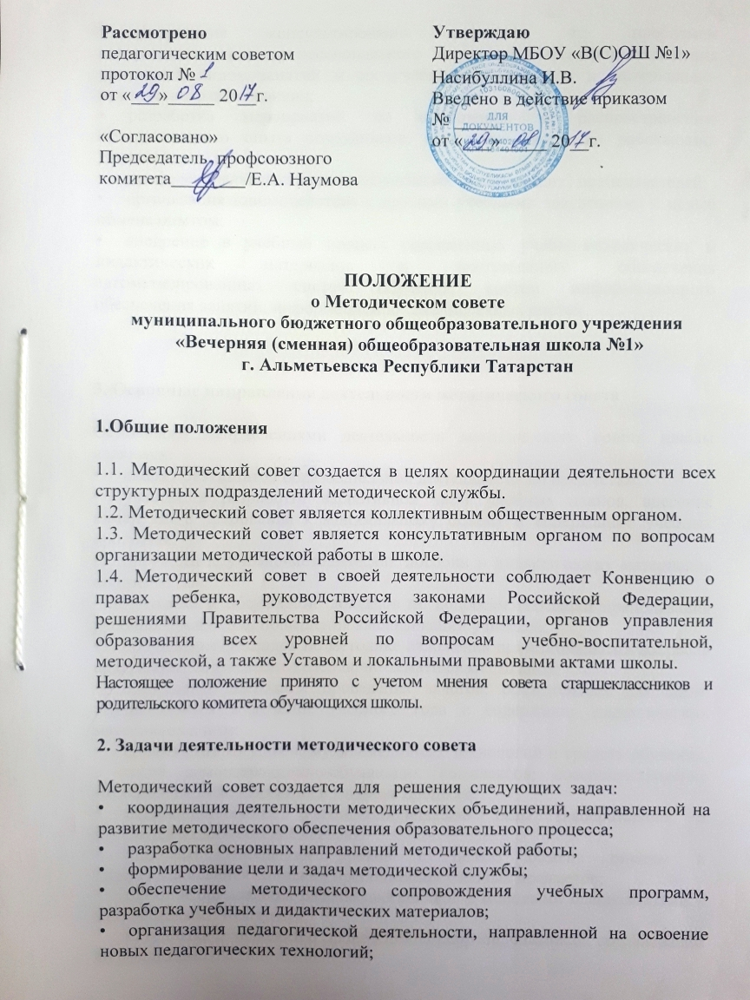 Рассмотрено
педагогическим советом
протокол № 1
от «29» 08 2017г.
«Согласовано»
Председатель профсоюзного
комитета________/Е.А. Наумова
Утверждаю
Директор МБОУ «В(С)ОШ №1»
Насибуллина И.В.
Введено в действие приказом
№
от «29» 08 2017г.
ДЛЯ
ДОКУМЕНТОВ
ПОЛОЖЕНИЕ
о Методическом совете
муниципального бюджетного общеобразовательного учреждения
«Вечерняя (сменная) общеобразовательная школа №1»
г. Альметьевска Республики Татарстан
1.Общие положения
1.1. Методический совет создается в целях координации деятельности всех
структурных подразделений методической службы.
1.2. Методический совет является коллективным общественным органом.
1.3. Методический совет является консультативным органом по вопросам
организации методической работы в школе.
1.4. Методический совет в своей деятельности соблюдает Конвенцию о
правах ребенка, руководствуется законами Российской Федерации,
решениями Правительства Российской Федерации, органов управления
образования всех уровней по вопросам учебно-воспитательной,
методической, а также Уставом и локальными правовыми актами школы.
Настоящее положение принято с учетом мнения совета старшеклассников и
родительского комитета обучающихся школы.
2. Задачи деятельности методического совета
Методический совет создается для решения следующих задач:
• координация деятельности методических объединений, направленной на
развитие методического обеспечения образовательного процесса;
• разработка основных направлений методической работы;
• формирование цели и задач методической службы;
• обеспечение методического сопровождения учебных программ,
разработка учебных и дидактических материалов;
• организация педагогической деятельности, направленной на освоение
новых педагогических технологий;